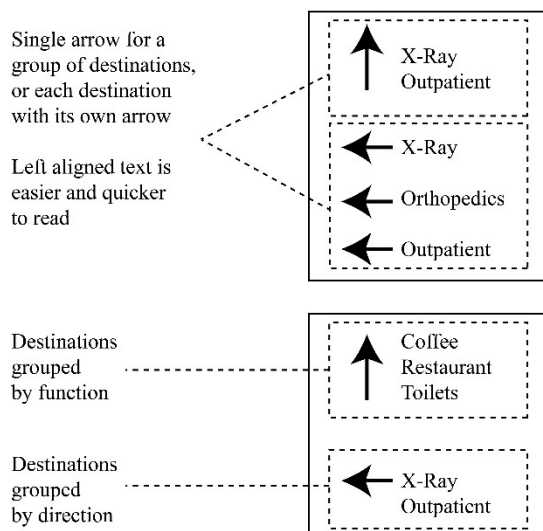 Single arrow for a
group of destinations,
or each destination
with its own arrow
Left aligned text is
easier and quicker
to read
X-Ray
Outpatient
X-Ray
Orthopedics
Outpatient
Destinations
grouped
by function
Coffee
Restaurant
Toilets
Destinations
grouped
by direction
X-Ray
Outpatient